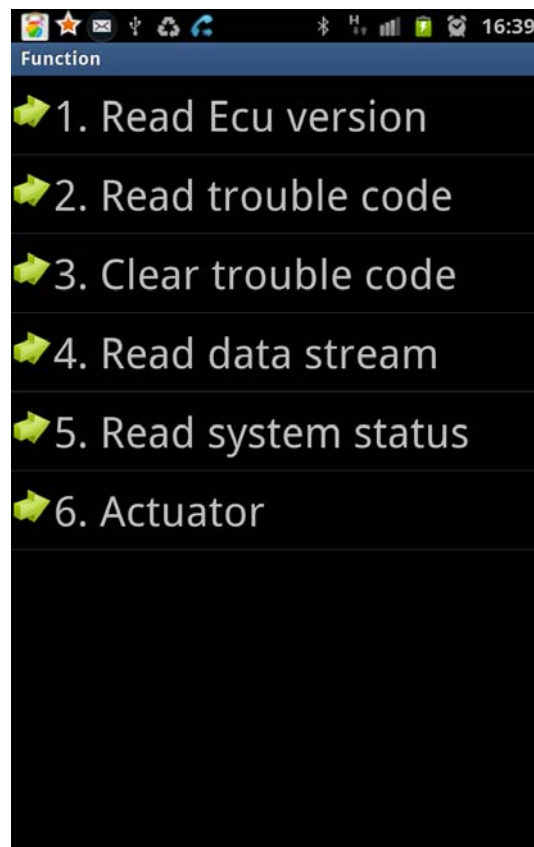 H 16:39
Function
1. Read Ecu version
2. Read trouble code
3. Clear trouble code
4. Read data stream
5. Read system status
6. Actuator